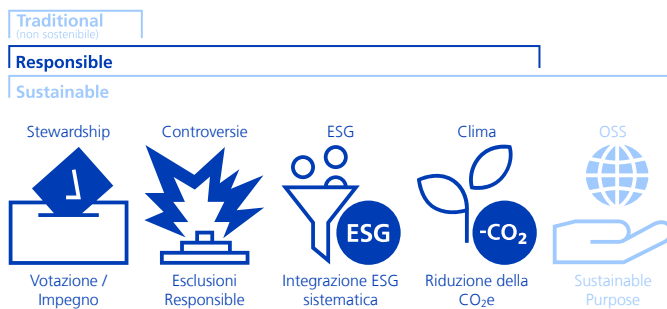 Traditional
(non sostenibile)
Responsible
Sustainable
Stewardship
Controversie
ESG
Clima
OSS
ESG
-CO₂
Votazione /
Impegno
Esclusioni
Responsible
Integrazione ESG
sistematica
Riduzione della
CO₂e
Sustainable
Purpose